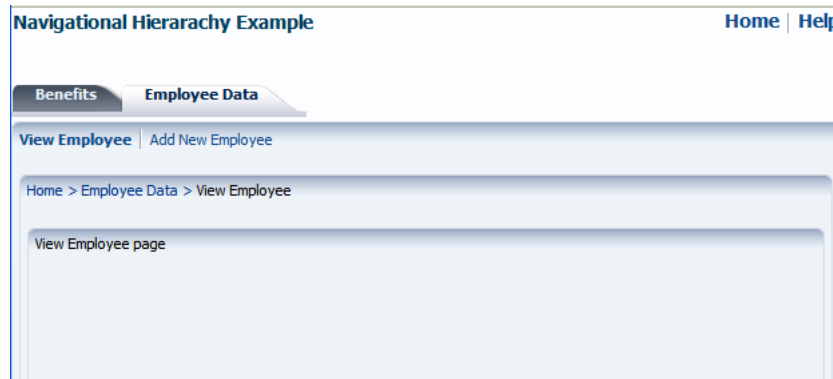 Navigational Hierarachy Example Home | Help
Benefits Employee Data
View Employee | Add New Employee
Home > Employee Data > View Employee
View Employee page